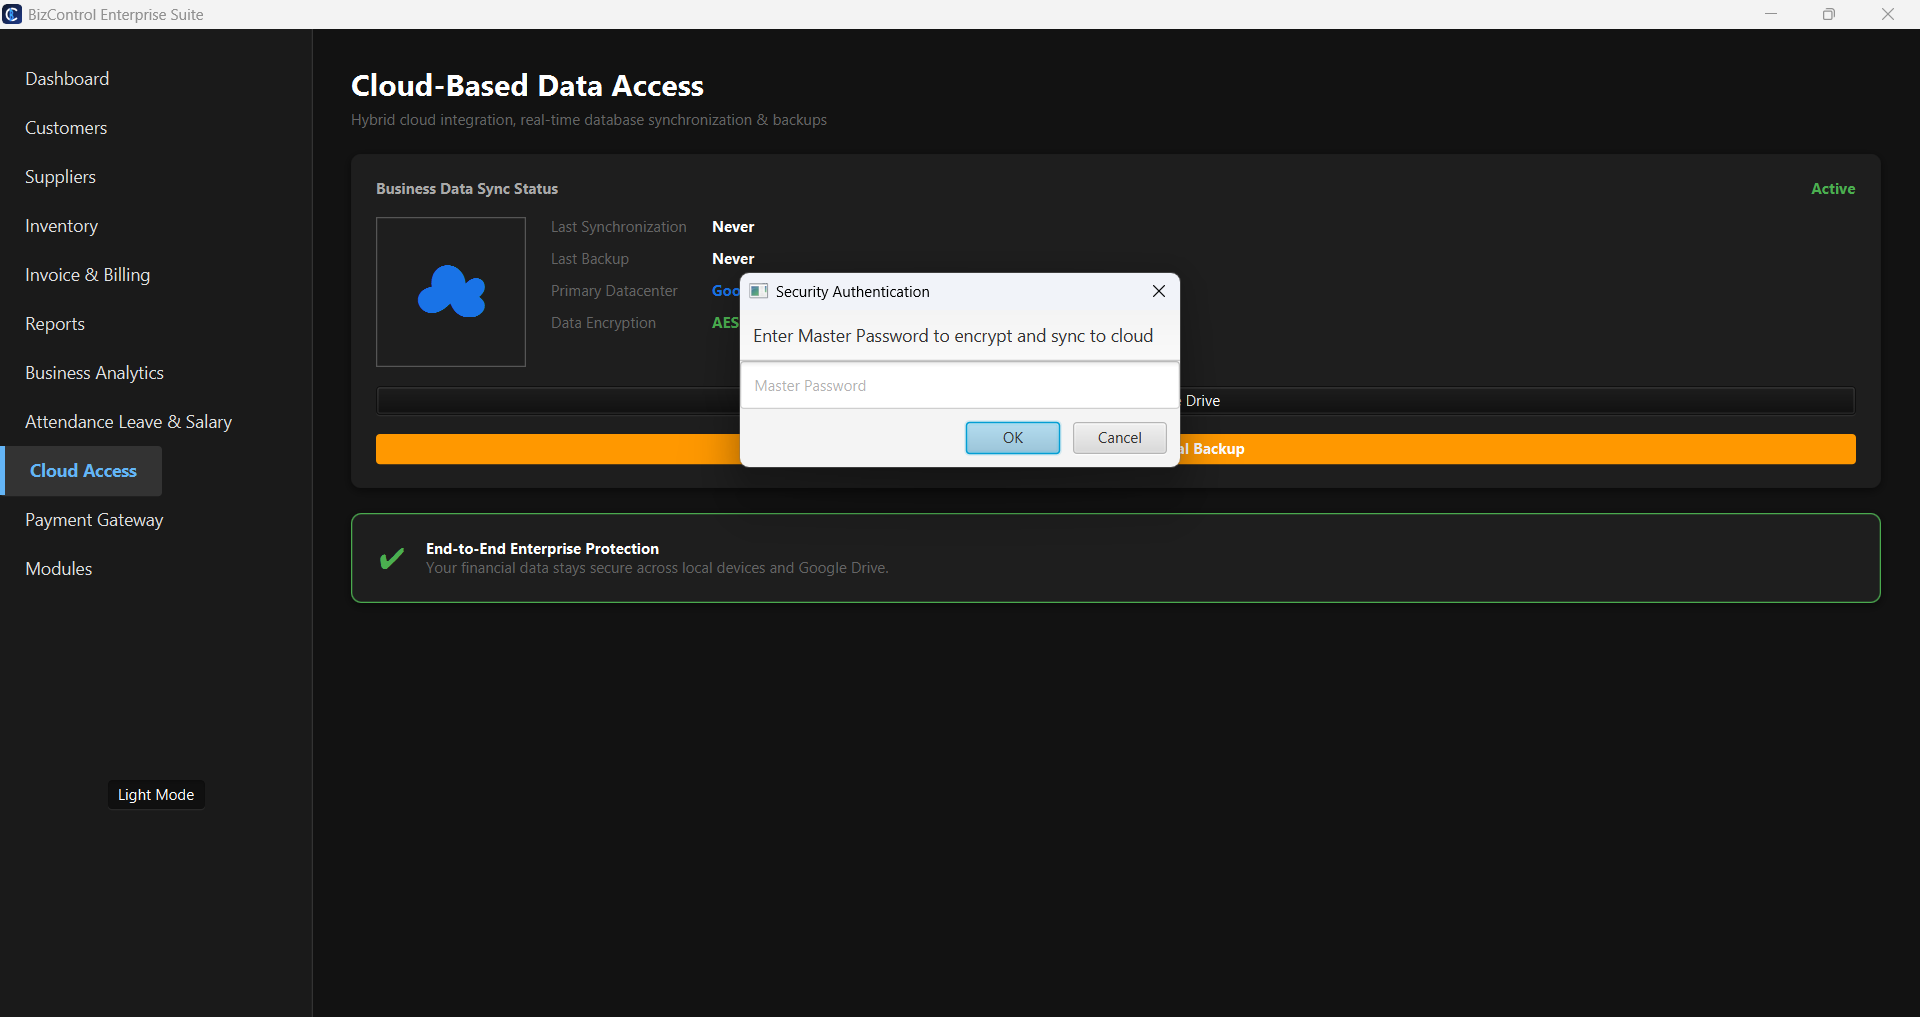 BizControl Enterprise Suite
Dashboard
Customers
Suppliers
Inventory
Invoice & Billing
Reports
Business Analytics
Attendance Leave & Salary
Cloud Access
Payment Gateway
Modules
Light Mode
Cloud-Based Data Access
Hybrid cloud integration, real-time database synchronization & backups
Business Data Sync Status
Active
Last Synchronization Never
Last Backup Never
Primary Datacenter Goo
Data Encryption AES
Drive
al Backup
Security Authentication
Enter Master Password to encrypt and sync to cloud
Master Password
OK Cancel
End-to-End Enterprise Protection
Your financial data stays secure across local devices and Google Drive.